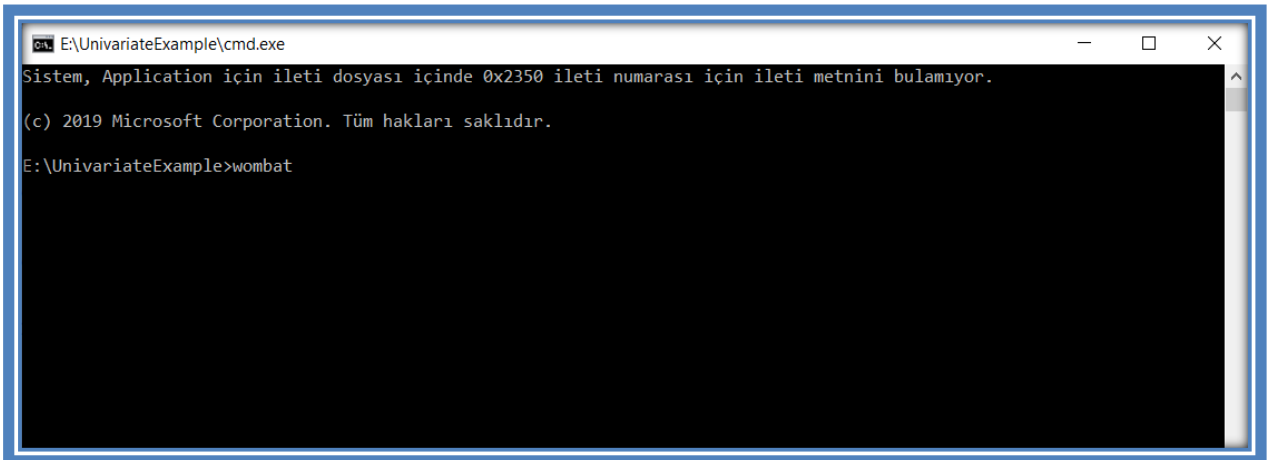 E:\UnivariateExample\cmd.exe
Sistem, Application için ileti dosyası içinde 0x2350 ileti numarası için ileti metnini bulamıyor.
(c) 2019 Microsoft Corporation. Tüm hakları saklıdır.
E:\UnivariateExample>wombat